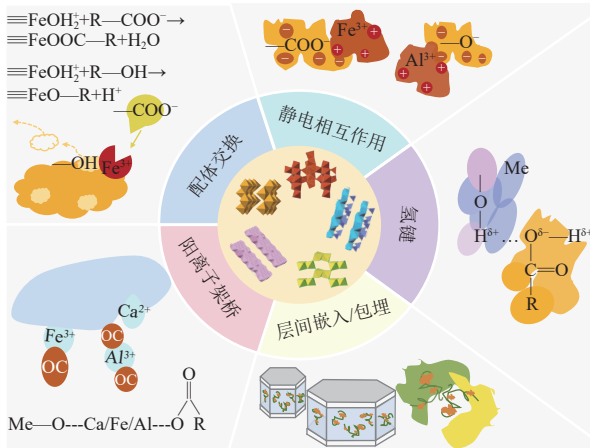 ≡FeOH₂⁺+R—COO⁻→
≡FeOOC—R+H₂O
≡FeOH₂⁺+R—OH→
≡FeO—R+H⁺
—COO⁻
—OH
Fe³⁺
—COO⁻
Fe³⁺
Al³⁺
—O⁻
配体交换
静电相互作用
氢键
阳离子架桥
层间嵌入/包埋
Me
O
H^δ+ … O^δ−—H^δ+
C=O
R
Ca²⁺
Fe³⁺
OC
Al³⁺
OC
OC
O
Me—O---Ca/Fe/Al---O
R